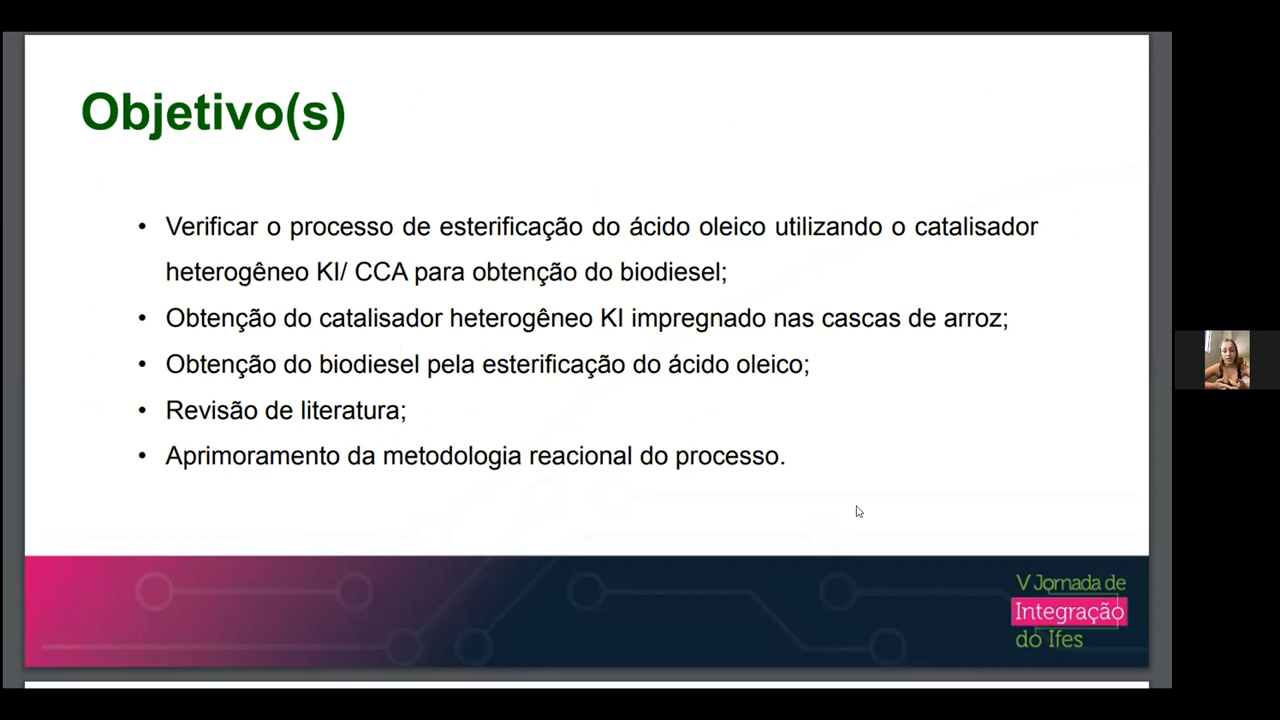 Objetivo(s)
• Verificar o processo de esterificação do ácido oleico utilizando o catalisador
heterogêneo KI/ CCA para obtenção do biodiesel;
• Obtenção do catalisador heterogêneo KI impregnado nas cascas de arroz;
• Obtenção do biodiesel pela esterificação do ácido oleico;
• Revisão de literatura;
• Aprimoramento da metodologia reacional do processo.
V Jornada de
Integração
do Ifes